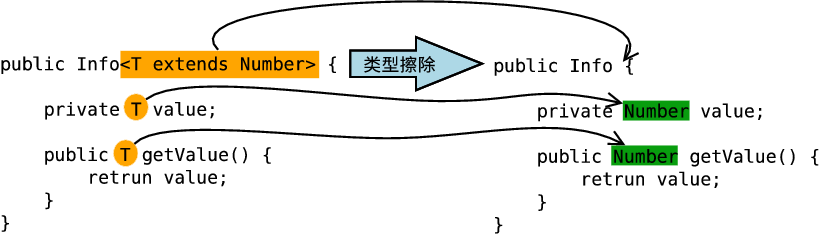 public Info<T extends Number> {
    private T value;
    public T getValue() {
        retrun value;
    }
}
类型擦除
public Info {
    private Number value;
    public Number getValue() {
        retrun value;
    }
}